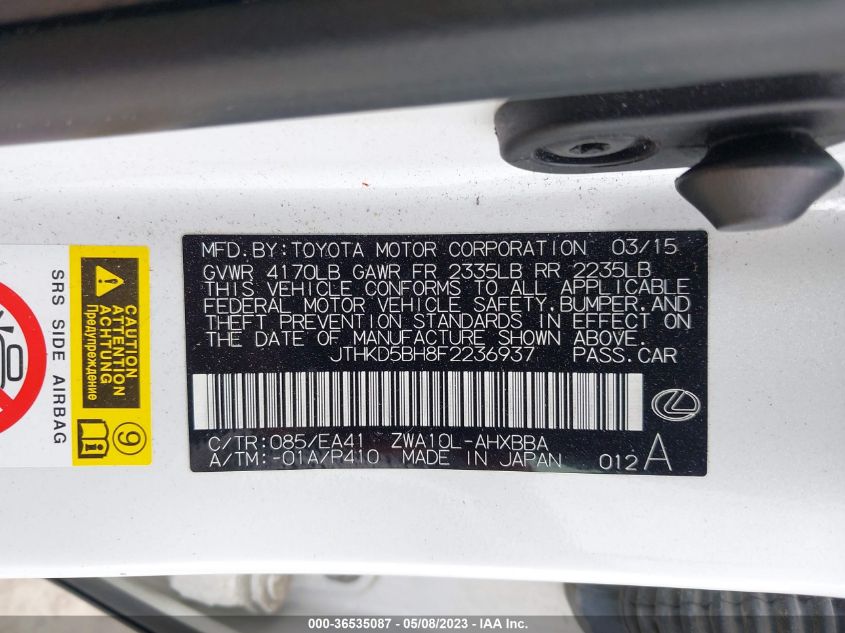 MFD. BY: TOYOTA MOTOR CORPORATION 03/15
GVWR 4170LB GAWR FR 2335LB RR 2235LB
THIS VEHICLE CONFORMS TO ALL APPLICABLE
FEDERAL MOTOR VEHICLE SAFETY, BUMPER, AND
THEFT PREVENTION STANDARDS IN EFFECT ON
THE DATE OF MANUFACTURE SHOWN ABOVE.
JTHKD5BH8F2236937 PASS.CAR
C/TR: 085/EA41 ZWA10L-AHXBBA
A/TM: -01A/P410 MADE IN JAPAN 012 A
SRS SIDE AIRBAG
CAUTION
ATTENTION
ACHTUNG
Предупреждение
i
9
000-36535087 - 05/08/2023 - IAA Inc.